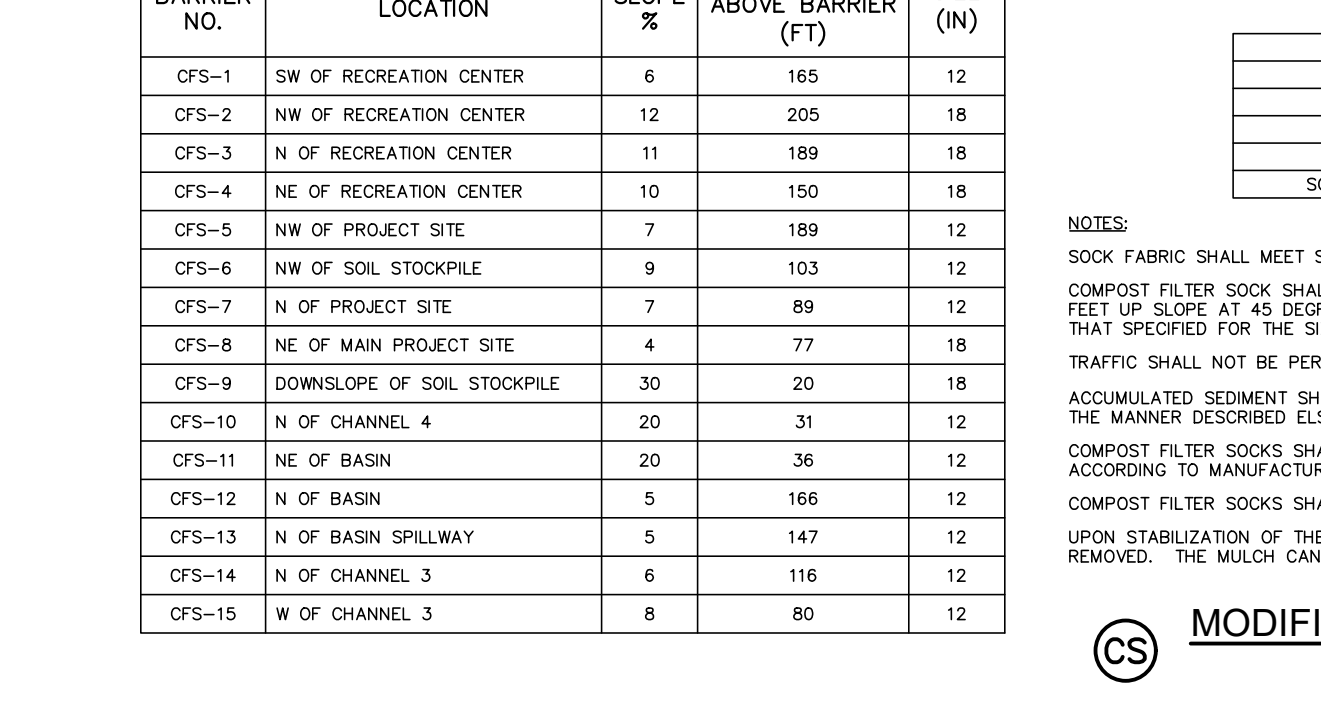 BARRIER
NO.
LOCATION
SLOPE
%
ABOVE BARRIER
(FT)
(IN)
CFS-1 SW OF RECREATION CENTER 6 165 12
CFS-2 NW OF RECREATION CENTER 12 205 18
CFS-3 N OF RECREATION CENTER 11 189 18
CFS-4 NE OF RECREATION CENTER 10 150 18
CFS-5 NW OF PROJECT SITE 7 189 12
CFS-6 NW OF SOIL STOCKPILE 9 103 12
CFS-7 N OF PROJECT SITE 7 89 12
CFS-8 NE OF MAIN PROJECT SITE 4 77 18
CFS-9 DOWNSLOPE OF SOIL STOCKPILE 30 20 18
CFS-10 N OF CHANNEL 4 20 31 12
CFS-11 NE OF BASIN 20 36 12
CFS-12 N OF BASIN 5 166 12
CFS-13 N OF BASIN SPILLWAY 5 147 12
CFS-14 N OF CHANNEL 3 6 116 12
CFS-15 W OF CHANNEL 3 8 80 12
NOTES:
SOCK FABRIC SHALL MEET
COMPOST FILTER SOCK
FEET UP SLOPE AT 45
THAT SPECIFIED FOR THE
TRAFFIC SHALL NOT BE
ACCUMULATED SEDIMENT
THE MANNER DESCRIBED
COMPOST FILTER SOCKS
ACCORDING TO
COMPOST FILTER SOCKS
UPON STABILIZATION OF THE
REMOVED. THE MULCH CAN
CS